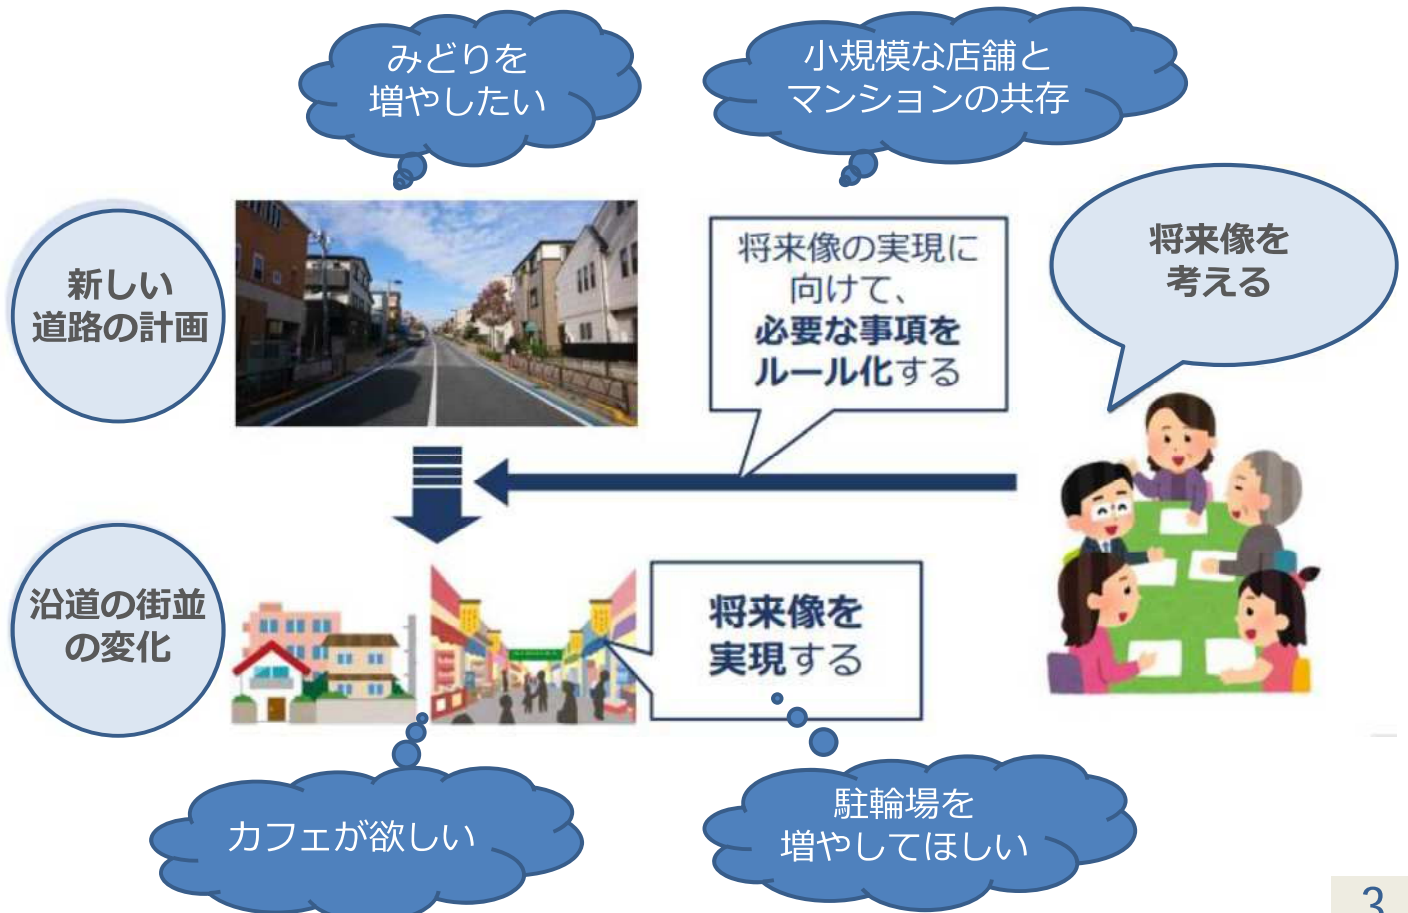 みどりを
増やしたい
小規模な店舗と
マンションの共存
新しい
道路の計画
将来像の実現に
向けて、
必要な事項を
ルール化する
将来像を
考える
沿道の街並
の変化
将来像を
実現する
カフェが欲しい
駐輪場を
増やしてほしい
3